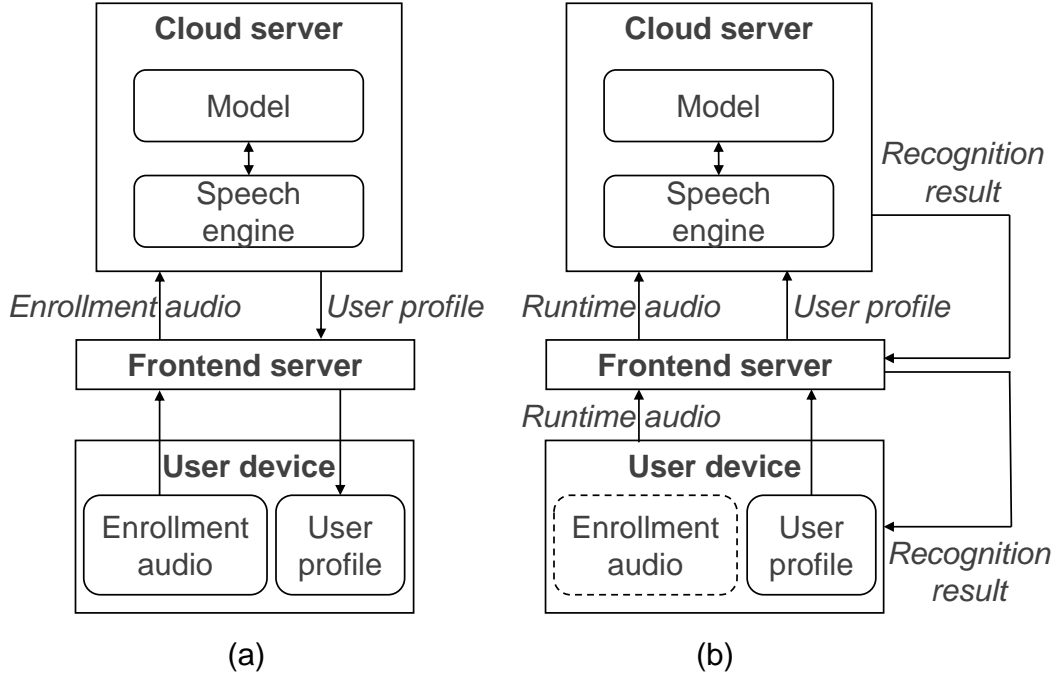 Cloud server
Model
Speech
engine
Enrollment audio
User profile
Frontend server
User device
Enrollment
audio
User
profile
(a)
Cloud server
Model
Speech
engine
Recognition
result
Runtime audio
User profile
Frontend server
Runtime audio
User device
Enrollment
audio
User
profile
Recognition
result
(b)